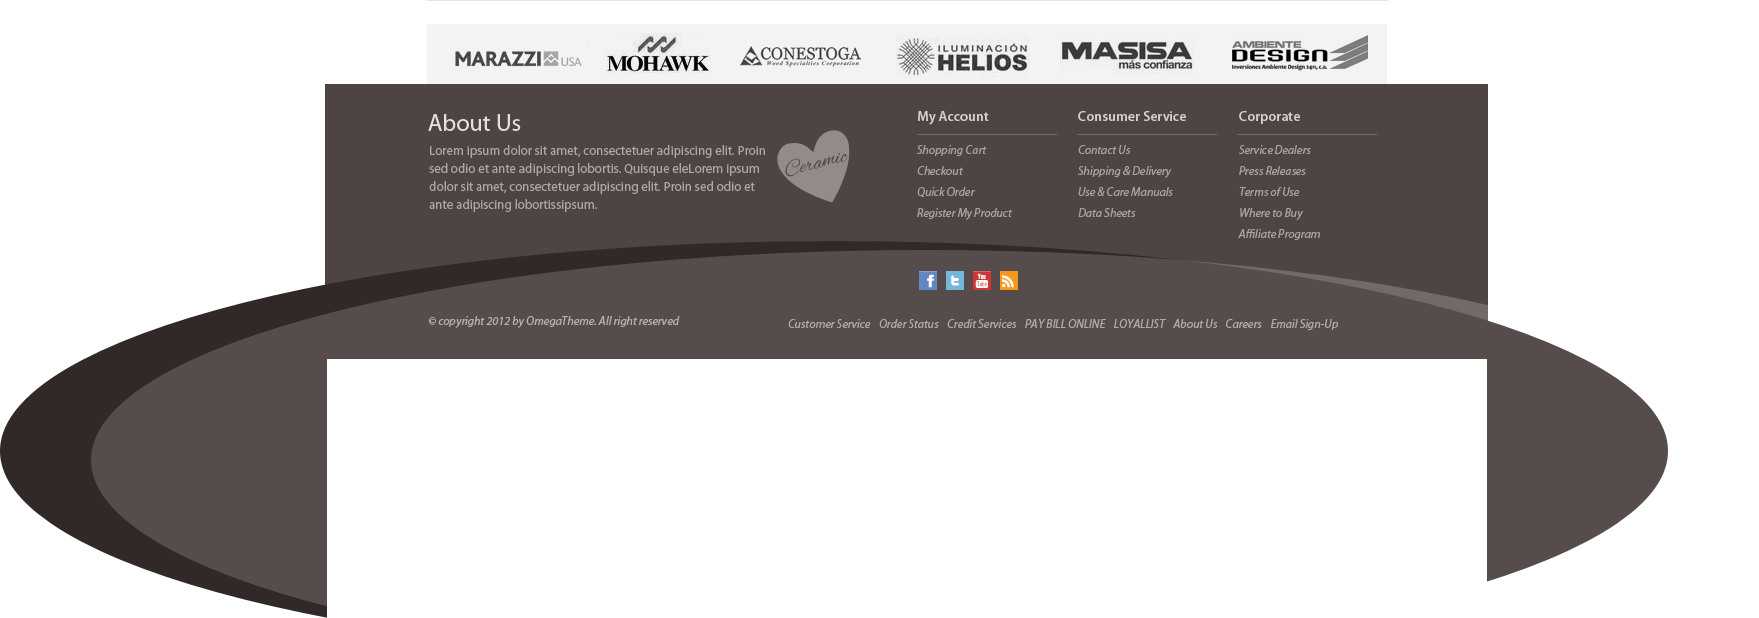 MARAZZI USA
MOHAWK
CONESTOGA
Wood Specialties Corporation
ILUMINACIÓN
HELIOS
MASISA
más confianza
AMBIENTE
DESIGN
Inversiones Ambiente Design 2411, c.a.
About Us
Lorem ipsum dolor sit amet, consectetuer adipiscing elit. Proin
sed odio et ante adipiscing lobortis. Quisque eleLorem ipsum
dolor sit amet, consectetuer adipiscing elit. Proin sed odio et
ante adipiscing lobortissipsum.
Ceramic
My Account
Shopping Cart
Checkout
Quick Order
Register My Product
Consumer Service
Contact Us
Shipping & Delivery
Use & Care Manuals
Data Sheets
Corporate
Service Dealers
Press Releases
Terms of Use
Where to Buy
Affiliate Program
f
t
You
Tube
© copyright 2012 by OmegaTheme. All right reserved
Customer Service Order Status Credit Services PAY BILL ONLINE LOYALLIST About Us Careers Email Sign-Up